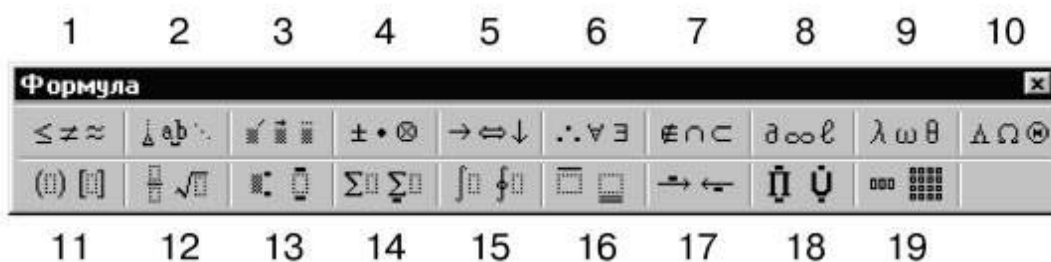 1 2 3 4 5 6 7 8 9 10
Формула
≤ ≠ ≈ ab ⋱ ± • ⊗ → ⇔ ↓ ∴ ∀ ∃ ∉ ∩ ⊂ ∂ ∞ ℓ λ ω θ Λ Ω Θ
(▯) [▯] √▯ Σ▯ Σ▯ ∫▯ ∮▯ → ← Π̇ U̇
11 12 13 14 15 16 17 18 19